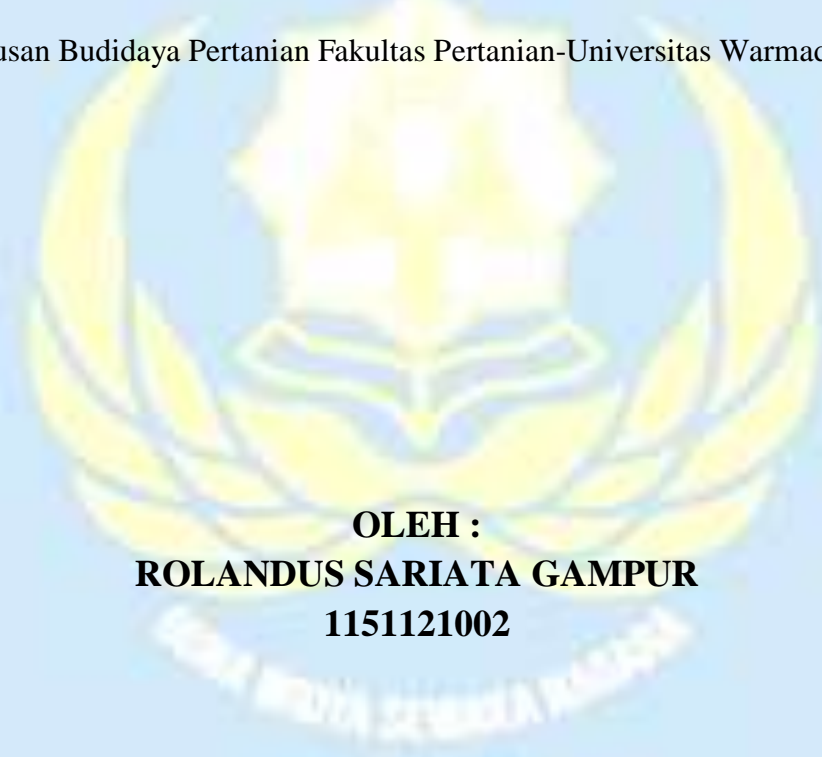 usan Budidaya Pertanian Fakultas Pertanian-Universitas Warmad
OLEH :
ROLANDUS SARIATA GAMPUR
1151121002